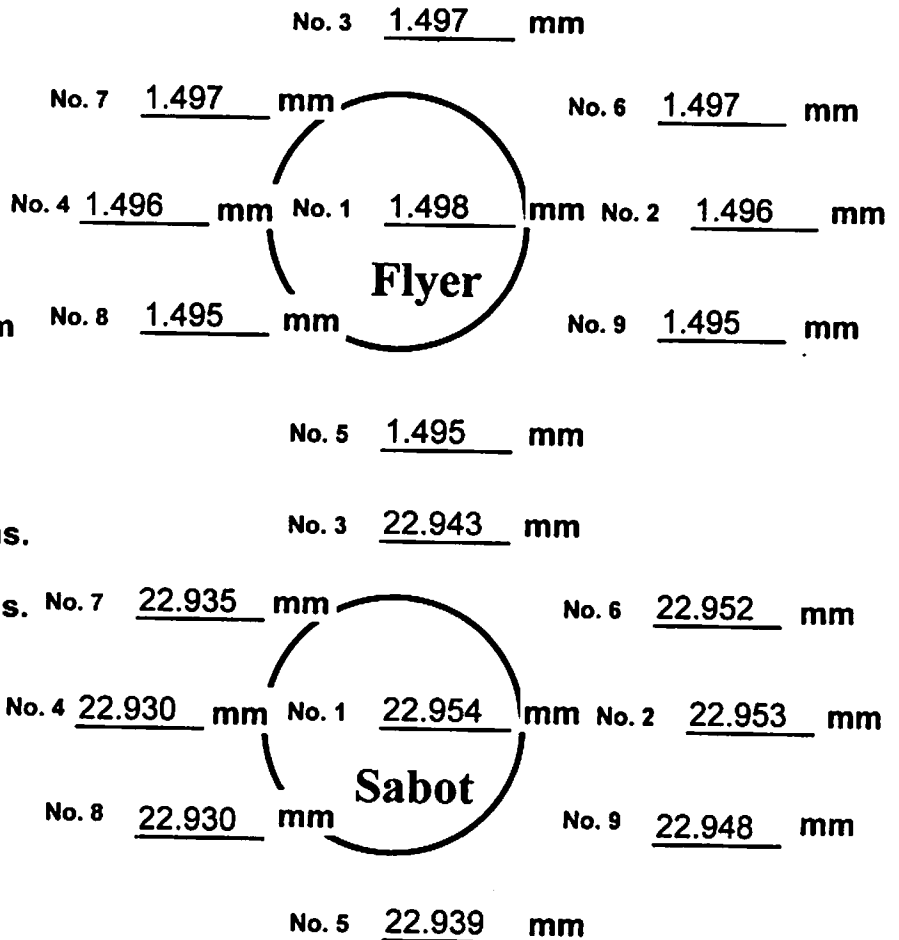 No. 3 1.497 mm
No. 7 1.497 mm No. 6 1.497 mm
No. 4 1.496 mm No. 1 1.498 mm No. 2 1.496 mm
Flyer
m No. 8 1.495 mm No. 9 1.495 mm
No. 5 1.495 mm
s. No. 3 22.943 mm
s. No. 7 22.935 mm No. 6 22.952 mm
No. 4 22.930 mm No. 1 22.954 mm No. 2 22.953 mm
Sabot
No. 8 22.930 mm No. 9 22.948 mm
No. 5 22.939 mm